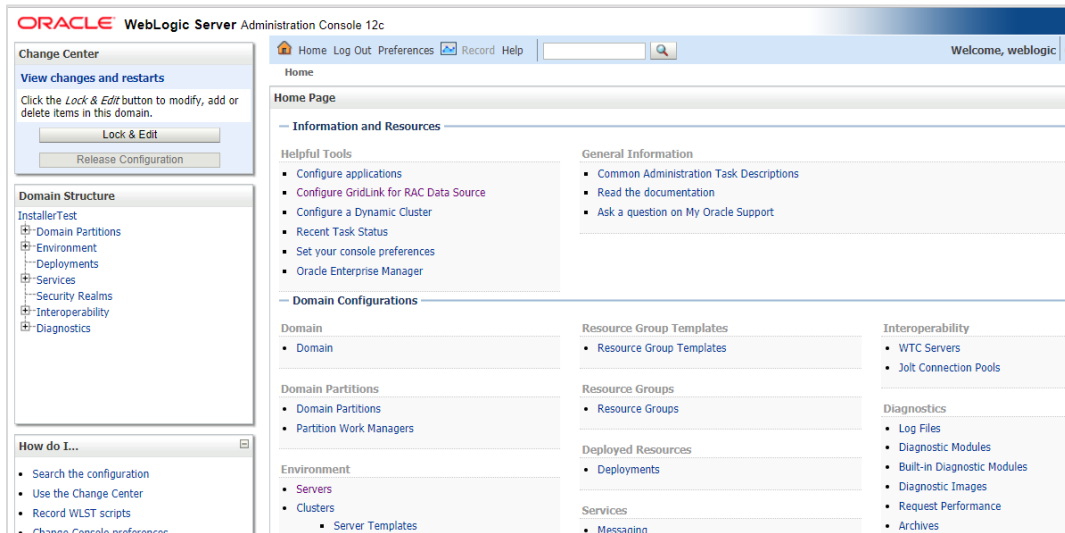 ORACLE WebLogic Server Administration Console 12c
Change Center
View changes and restarts
Click the Lock & Edit button to modify, add or
delete items in this domain.
Lock & Edit
Release Configuration
Domain Structure
InstallerTest
Domain Partitions
Environment
Deployments
Services
Security Realms
Interoperability
Diagnostics
How do I...
Search the configuration
Use the Change Center
Record WLST scripts
Change Console preferences
Home Log Out Preferences Record Help
Welcome, weblogic
Home
Home Page
Information and Resources
Helpful Tools
Configure applications
Configure GridLink for RAC Data Source
Configure a Dynamic Cluster
Recent Task Status
Set your console preferences
Oracle Enterprise Manager
General Information
Common Administration Task Descriptions
Read the documentation
Ask a question on My Oracle Support
Domain Configurations
Domain
Domain
Domain Partitions
Domain Partitions
Partition Work Managers
Environment
Servers
Clusters
Server Templates
Resource Group Templates
Resource Group Templates
Resource Groups
Resource Groups
Deployed Resources
Deployments
Services
Messaging
Interoperability
WTC Servers
Jolt Connection Pools
Diagnostics
Log Files
Diagnostic Modules
Built-in Diagnostic Modules
Diagnostic Images
Request Performance
Archives